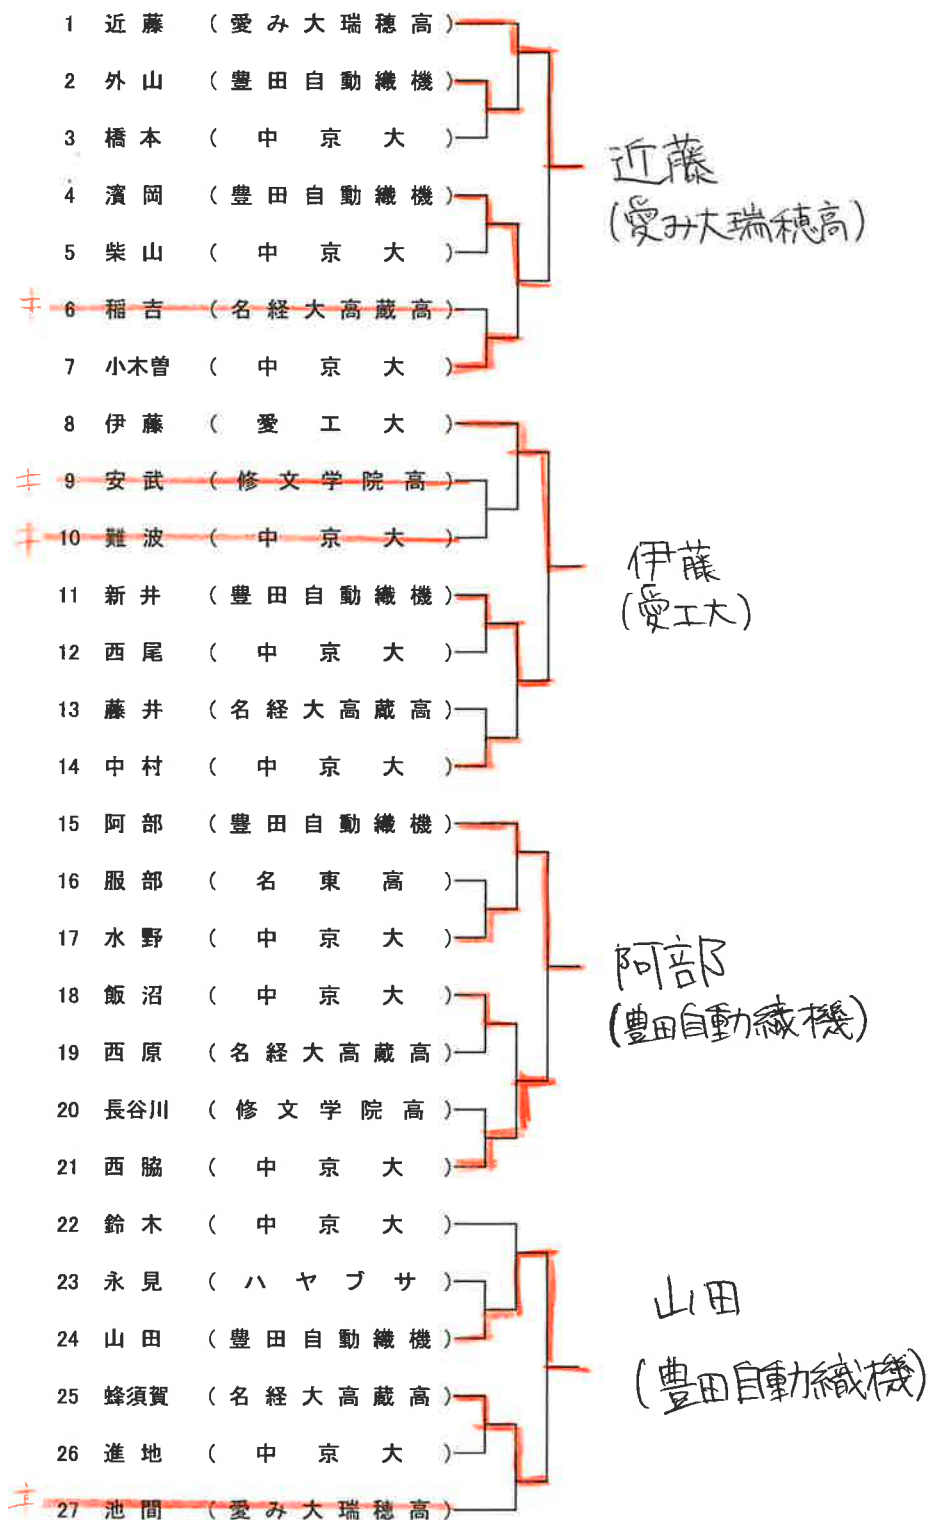 1 近藤 (愛み大瑞穂高)
2 外山 (豊田自動織機)
3 橋本 (中京大)
近藤
(愛み大瑞穂高)
4 濱岡 (豊田自動織機)
5 柴山 (中京大)
6 稲吉 (名経大高蔵高)
7 小木曽 (中京大)
8 伊藤 (愛工大)
9 安武 (修文学院高)
10 難波 (中京大)
伊藤
(愛工大)
11 新井 (豊田自動織機)
12 西尾 (中京大)
13 藤井 (名経大高蔵高)
14 中村 (中京大)
15 阿部 (豊田自動織機)
16 服部 (名東高)
17 水野 (中京大)
阿部
(豊田自動織機)
18 飯沼 (中京大)
19 西原 (名経大高蔵高)
20 長谷川 (修文学院高)
21 西脇 (中京大)
22 鈴木 (中京大)
23 永見 (ハヤブサ)
24 山田 (豊田自動織機)
山田
(豊田自動織機)
25 蜂須賀 (名経大高蔵高)
26 進地 (中京大)
27 池間 (愛み大瑞穂高)